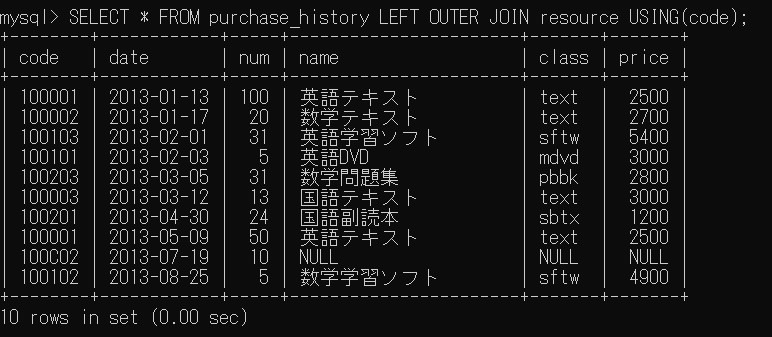 mysql> SELECT * FROM purchase_history LEFT OUTER JOIN resource USING(code);
+--------+------------+-----+----------------------+-------+-------+
| code   | date       | num | name                 | class | price |
+--------+------------+-----+----------------------+-------+-------+
| 100001 | 2013-01-13 | 100 | 英語テキスト         | text  |  2500 |
| 100002 | 2013-01-17 |  20 | 数学テキスト         | text  |  2700 |
| 100103 | 2013-02-01 |  31 | 英語学習ソフト       | sftw  |  5400 |
| 100101 | 2013-02-03 |   5 | 英語DVD              | mdvd  |  3000 |
| 100203 | 2013-03-05 |  31 | 数学問題集           | pbbk  |  2800 |
| 100003 | 2013-03-12 |  13 | 国語テキスト         | text  |  3000 |
| 100201 | 2013-04-30 |  24 | 国語副読本           | sbtx  |  1200 |
| 100001 | 2013-05-09 |  50 | 英語テキスト         | text  |  2500 |
| 100C02 | 2013-07-19 |  10 | NULL                 | NULL  |  NULL |
| 100102 | 2013-08-25 |   5 | 数学学習ソフト       | sftw  |  4900 |
+--------+------------+-----+----------------------+-------+-------+
10 rows in set (0.00 sec)